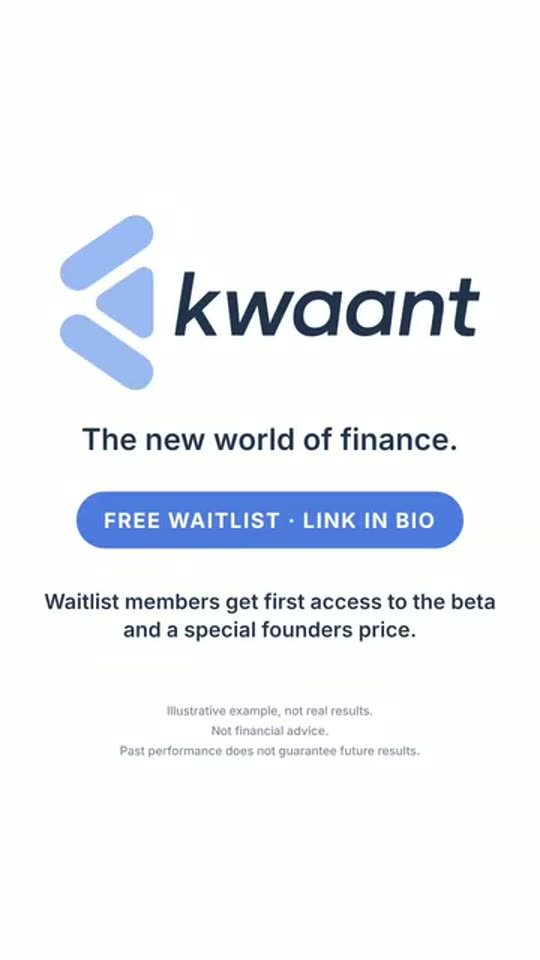 kwaant
The new world of finance.
FREE WAITLIST · LINK IN BIO
Waitlist members get first access to the beta
and a special founders price.
Illustrative example, not real results.
Not financial advice.
Past performance does not guarantee future results.